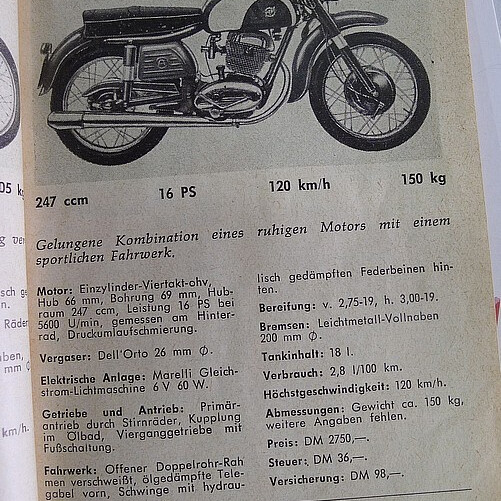 05 kg
247 ccm 16 PS 120 km/h 150 kg
Gelungene Kombination eines ruhigen Motors mit einem
sportlichen Fahrwerk.
Motor: Einzylinder-Viertakt-ohv,
Hub 66 mm, Bohrung 69 mm, Hub-
raum 247 ccm, Leistung 16 PS bei
5600 U/min, gemessen am Hinter-
rad, Druckumlaufschmierung.
Vergaser: Dell'Orto 26 mm Ø.
Elektrische Anlage: Marelli Gleich-
strom-Lichtmaschine 6 V 60 W.
Getriebe und Antrieb: Primär-
antrieb durch Stirnräder, Kupplung
im Ölbad, Vierganggetriebe mit
Fußschaltung.
Fahrwerk: Offener Doppelrohr-Rah
men verschweißt, ölgedämpfte Tele-
gabel vorn, Schwinge mit hydrau-
lisch gedämpften Federbeinen hin-
ten.
Bereifung: v. 2,75-19, h. 3,00-19.
Bremsen: Leichtmetall-Vollnaben
200 mm Ø.
Tankinhalt: 18 l.
Verbrauch: 2,8 l/100 km.
Höchstgeschwindigkeit: 120 km/h.
Abmessungen: Gewicht ca. 150 kg,
weitere Angaben fehlen.
Preis: DM 2750,—.
Steuer: DM 36,—.
Versicherung: DM 98,—.